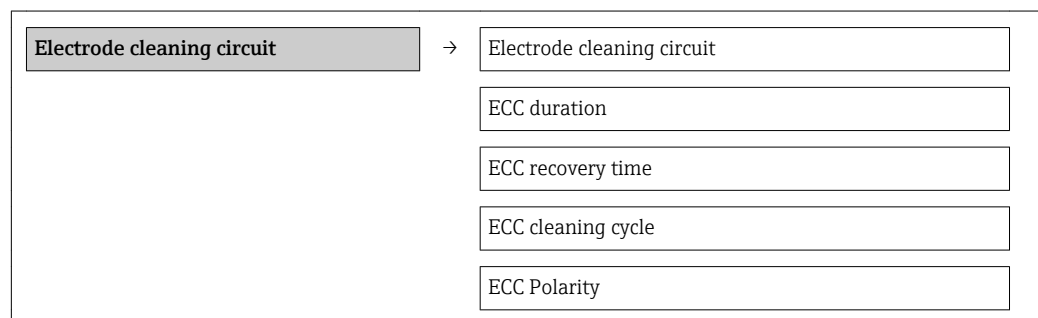 Electrode cleaning circuit → Electrode cleaning circuit
ECC duration
ECC recovery time
ECC cleaning cycle
ECC Polarity